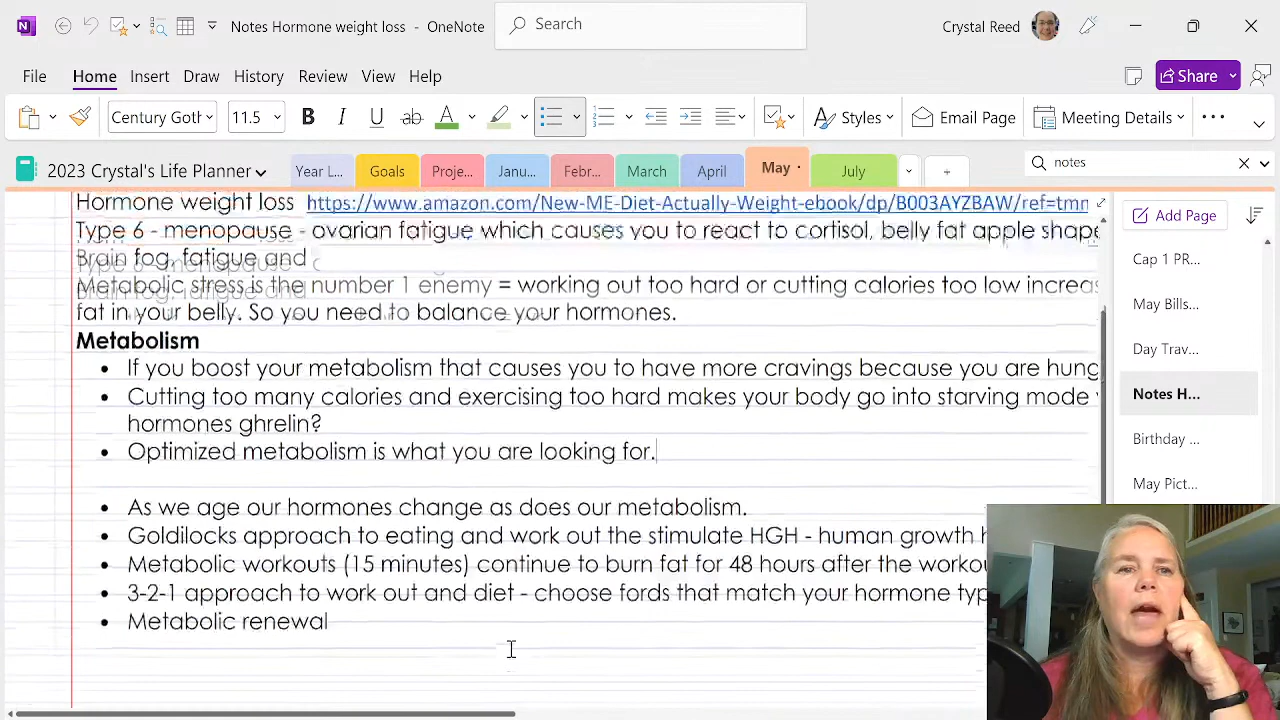 Notes Hormone weight loss - OneNote
Search
Crystal Reed
File Home Insert Draw History Review View Help
Share
Century Goth 11.5 B I U ab A Styles Email Page Meeting Details
2023 Crystal's Life Planner Year L... Goals Proje... Janu... Febr... March April May July + notes
Hormone weight loss https://www.amazon.com/New-ME-Diet-Actually-Weight-ebook/dp/B003AYZBAW/ref=tmn
Type 6 - menopause - ovarian fatigue which causes you to react to cortisol, belly fat apple shape
Brain fog, fatigue and
Metabolic stress is the number 1 enemy = working out too hard or cutting calories too low increas
fat in your belly. So you need to balance your hormones.
Metabolism
• If you boost your metabolism that causes you to have more cravings because you are hung
• Cutting too many calories and exercising too hard makes your body go into starving mode
hormones ghrelin?
• Optimized metabolism is what you are looking for.
• As we age our hormones change as does our metabolism.
• Goldilocks approach to eating and work out the stimulate HGH - human growth
• Metabolic workouts (15 minutes) continue to burn fat for 48 hours after the workou
• 3-2-1 approach to work out and diet - choose fords that match your hormone typ
• Metabolic renewal
Add Page
Cap 1 PR...
May Bills...
Day Trav...
Notes H...
Birthday ...
May Pict...